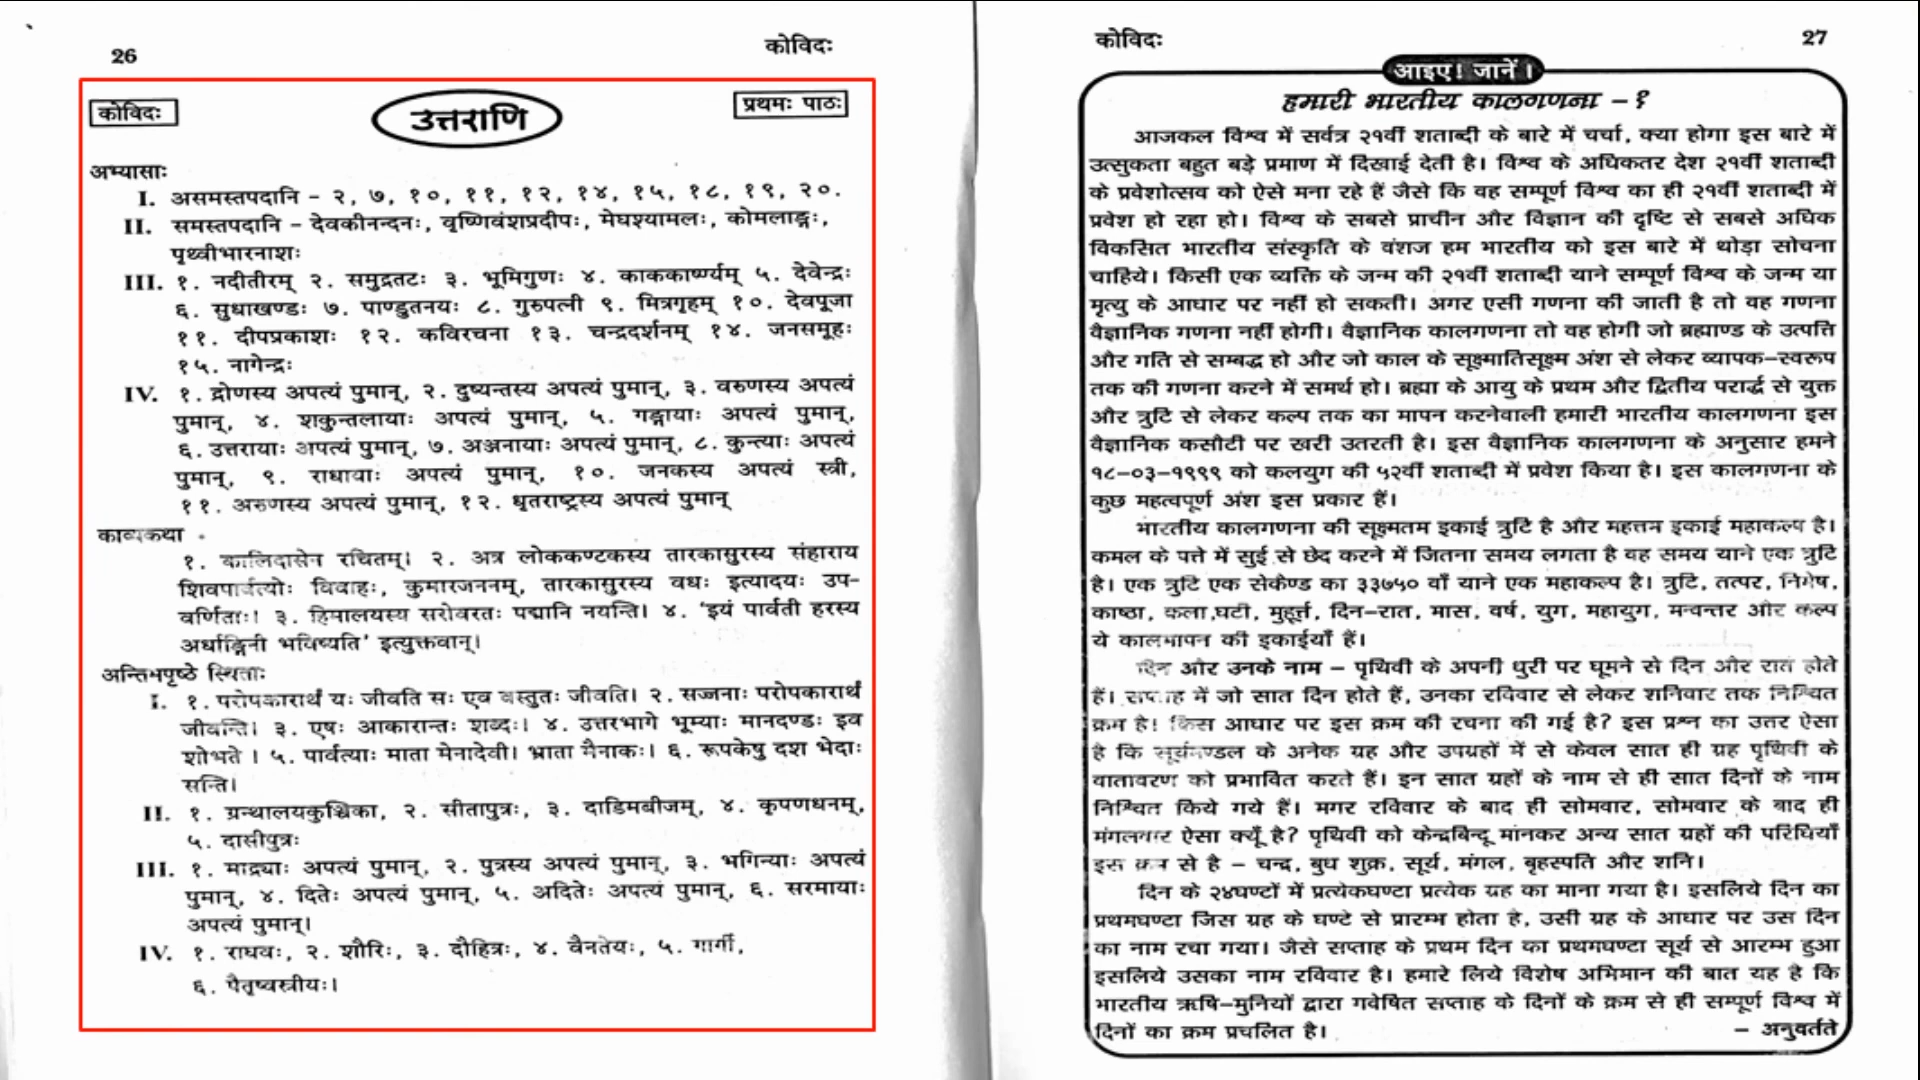 26
कोविदः
कोविदः
उत्तराणि
प्रथमः पाठः
अभ्यासाः
I. असमस्तपदानि – २, ७, १०, ११, १२, १४, १५, १८, १९, २०.
II. समस्तपदानि – देवकीनन्दनः, वृष्णिवंशप्रदीपः, मेघश्यामलः, कोमलाङ्गः,
पृथ्वीभारनाशः
III. १. नदीतीरम् २. समुद्रतटः ३. भूमिगुणः ४. काककार्ष्ण्यम् ५. देवेन्द्रः
६. सुधाखण्डः ७. पाण्डुतनयः ८. गुरुपत्नी ९. मित्रगृहम् १०. देवपूजा
११. दीपप्रकाशः १२. कविरचना १३. चन्द्रदर्शनम् १४. जनसमूहः
१५. नागेन्द्रः
IV. १. द्रोणस्य अपत्यं पुमान्, २. दुष्यन्तस्य अपत्यं पुमान्, ३. वरुणस्य अपत्यं
पुमान्, ४. शकुन्तलायाः अपत्यं पुमान्, ५. गङ्गायाः अपत्यं पुमान्,
६. उत्तरायाः अपत्यं पुमान्, ७. अञ्जनायाः अपत्यं पुमान्, ८. कुन्त्याः अपत्यं
पुमान्, ९. राधायाः अपत्यं पुमान्, १०. जनकस्य अपत्यं स्त्री,
११. अरुणस्य अपत्यं पुमान्, १२. धृतराष्ट्रस्य अपत्यं पुमान्
काव्यकथा
१. कालिदासेन रचितम्। २. अत्र लोककण्टकस्य तारकासुरस्य संहाराय
शिवपार्वत्योः विवाहः, कुमारजननम्, तारकासुरस्य वधः इत्यादयः उप-
वर्णिताः। ३. हिमालयस्य सरोवरतः पद्मानि नयन्ति। ४. 'इयं पार्वती हरस्य
अर्धाङ्गिनी भविष्यति' इत्युक्तवान्।
अन्तिमपृष्ठे स्थिताः
I. १. परोपकारार्थं यः जीवति सः एव वस्तुतः जीवति। २. सज्जनाः परोपकारार्थं
जीवन्ति। ३. एषः आकारान्तः शब्दः। ४. उत्तरभागे भूम्याः मानदण्डः इव
शोभते । ५. पार्वत्याः माता मेनादेवी। भ्राता मैनाकः। ६. रूपकेषु दश भेदाः
सन्ति।
II. १. ग्रन्थालयकुञ्चिका, २. सीतापुत्रः, ३. दाडिमबीजम्, ४. कृपणधनम्,
५. दासीपुत्रः
III. १. माद्र्याः अपत्यं पुमान्, २. पुत्रस्य अपत्यं पुमान्, ३. भगिन्याः अपत्यं
पुमान्, ४. दितेः अपत्यं पुमान्, ५. अदितेः अपत्यं पुमान्, ६. सरमायाः
अपत्यं पुमान्।
IV. १. राघवः, २. शौरिः, ३. दौहित्रः, ४. वैनतेयः, ५. गार्गी,
६. पैतृष्वस्त्रीयः।
कोविदः
27
आइए! जानें।
हमारी भारतीय कालगणना – १
आजकल विश्व में सर्वत्र २१वीं शताब्दी के बारे में चर्चा, क्या होगा इस बारे में
उत्सुकता बहुत बड़े प्रमाण में दिखाई देती है। विश्व के अधिकतर देश २१वीं शताब्दी
के प्रवेशोत्सव को ऐसे मना रहे हैं जैसे कि वह सम्पूर्ण विश्व का ही २१वीं शताब्दी में
प्रवेश हो रहा हो। विश्व के सबसे प्राचीन और विज्ञान की दृष्टि से सबसे अधिक
विकसित भारतीय संस्कृति के वंशज हम भारतीय को इस बारे में थोड़ा सोचना
चाहिये। किसी एक व्यक्ति के जन्म की २१वीं शताब्दी याने सम्पूर्ण विश्व के जन्म या
मृत्यु के आधार पर नहीं हो सकती। अगर एसी गणना की जाती है तो वह गणना
वैज्ञानिक गणना नहीं होगी। वैज्ञानिक कालगणना तो वह होगी जो ब्रह्माण्ड के उत्पत्ति
और गति से सम्बद्ध हो और जो काल के सूक्ष्मातिसूक्ष्म अंश से लेकर व्यापक–स्वरूप
तक की गणना करने में समर्थ हो। ब्रह्मा के आयु के प्रथम और द्वितीय परार्द्ध से युक्त
और त्रुटि से लेकर कल्प तक का मापन करनेवाली हमारी भारतीय कालगणना इस
वैज्ञानिक कसौटी पर खरी उतरती है। इस वैज्ञानिक कालगणना के अनुसार हमने
१८–०३–१९९९ को कलयुग की ५२वीं शताब्दी में प्रवेश किया है। इस कालगणना के
कुछ महत्वपूर्ण अंश इस प्रकार हैं।
भारतीय कालगणना की सूक्ष्मतम इकाई त्रुटि है और महत्तम इकाई महाकल्प है।
कमल के पत्ते में सुई से छेद करने में जितना समय लगता है वह समय याने एक त्रुटि
है। एक त्रुटि एक सेकेंण्ड का ३३७५० वाँ याने एक महाकल्प है। त्रुटि, तत्पर, निमेष,
काष्ठा, कला,घटी, मुहूर्त्त, दिन–रात, मास, वर्ष, युग, महायुग, मन्वन्तर और कल्प
ये कालमापन की इकाईयाँ हैं।
दिन और उनके नाम – पृथिवी के अपनी धुरी पर घूमने से दिन और रात होते
हैं। सप्ताह में जो सात दिन होते हैं, उनका रविवार से लेकर शनिवार तक निश्चित
क्रम है। किस आधार पर इस क्रम की रचना की गई है? इस प्रश्न का उत्तर ऐसा
है कि सूर्यमण्डल के अनेक ग्रह और उपग्रहों में से केवल सात ही ग्रह पृथिवी के
वातावरण को प्रभावित करते हैं। इन सात ग्रहों के नाम से ही सात दिनों के नाम
निश्चित किये गये हैं। मगर रविवार के बाद ही सोमवार, सोमवार के बाद ही
मंगलवार ऐसा क्यूँ है? पृथिवी को केन्द्रबिन्दू मांनकर अन्य सात ग्रहों की परिधियाँ
इस क्रम से है – चन्द्र, बुध शुक्र, सूर्य, मंगल, बृहस्पति और शनि।
दिन के २४घण्टों में प्रत्येकघण्टा प्रत्येक ग्रह का माना गया है। इसलिये दिन का
प्रथमघण्टा जिस ग्रह के घण्टे से प्रारम्भ होता है, उसी ग्रह के आधार पर उस दिन
का नाम रचा गया। जैसे सप्ताह के प्रथम दिन का प्रथमघण्टा सूर्य से आरम्भ हुआ
इसलिये उसका नाम रविवार है। हमारे लिये विशेष अभिमान की बात यह है कि
भारतीय ऋषि–मुनियों द्वारा गवेषित सप्ताह के दिनों के क्रम से ही सम्पूर्ण विश्व में
दिनों का क्रम प्रचलित है।
– अनुवर्तते